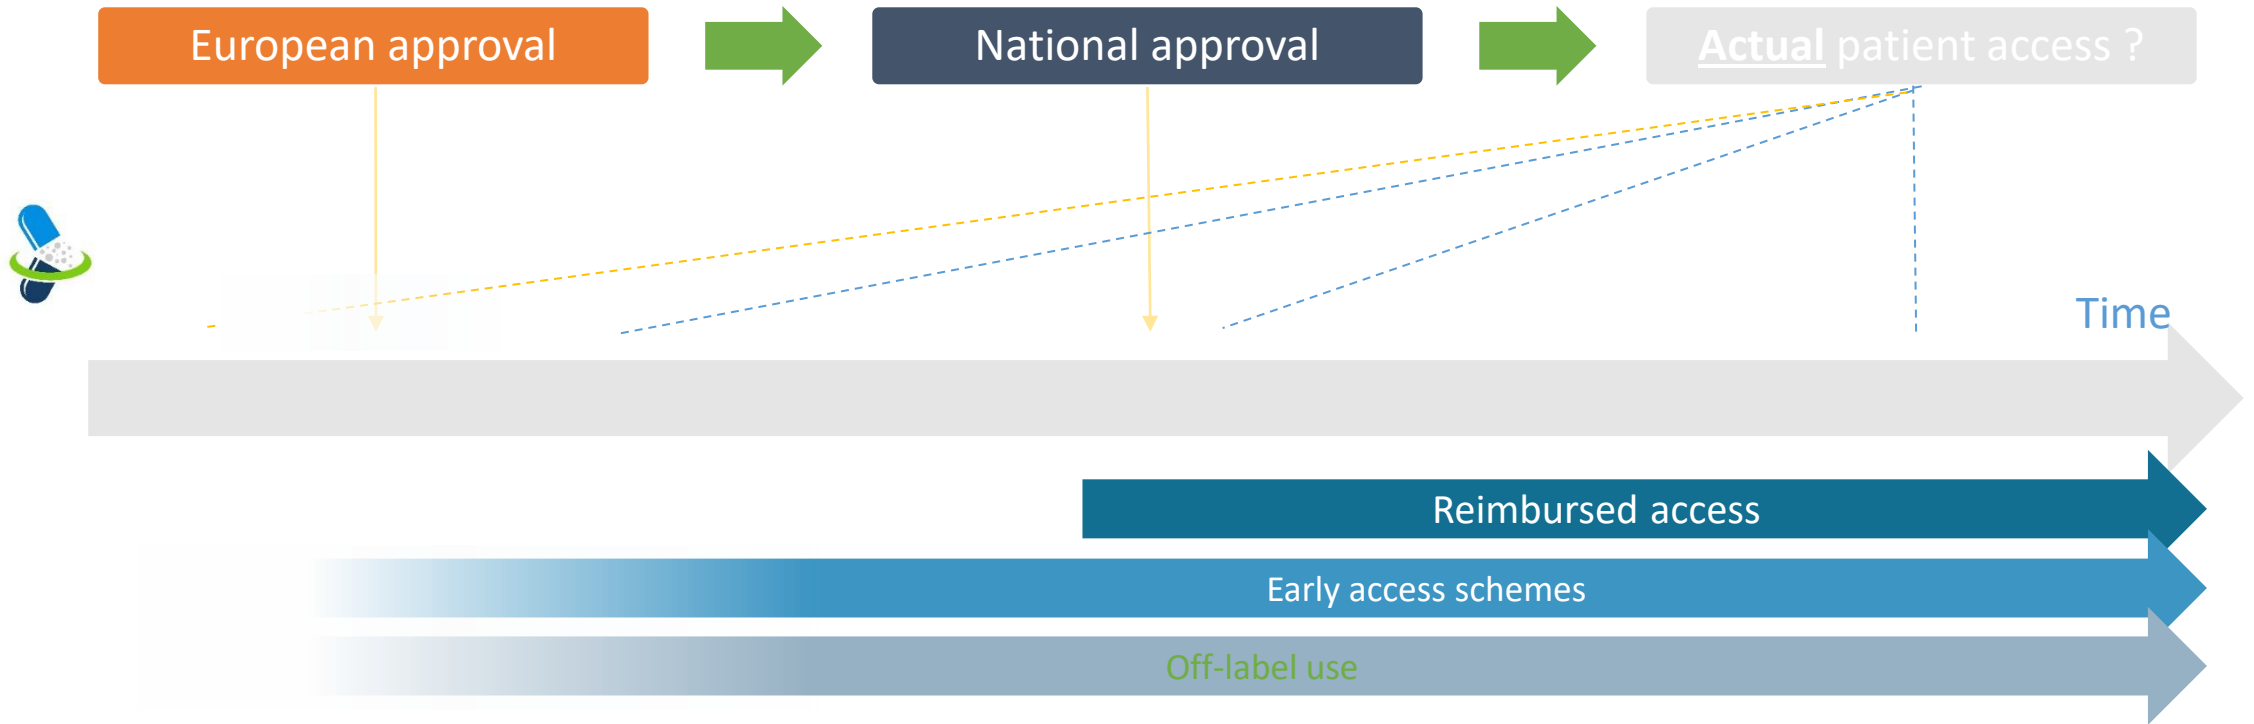 European approval
National approval
Actual patient access ?
Time
Reimbursed access
Early access schemes
Off-label use